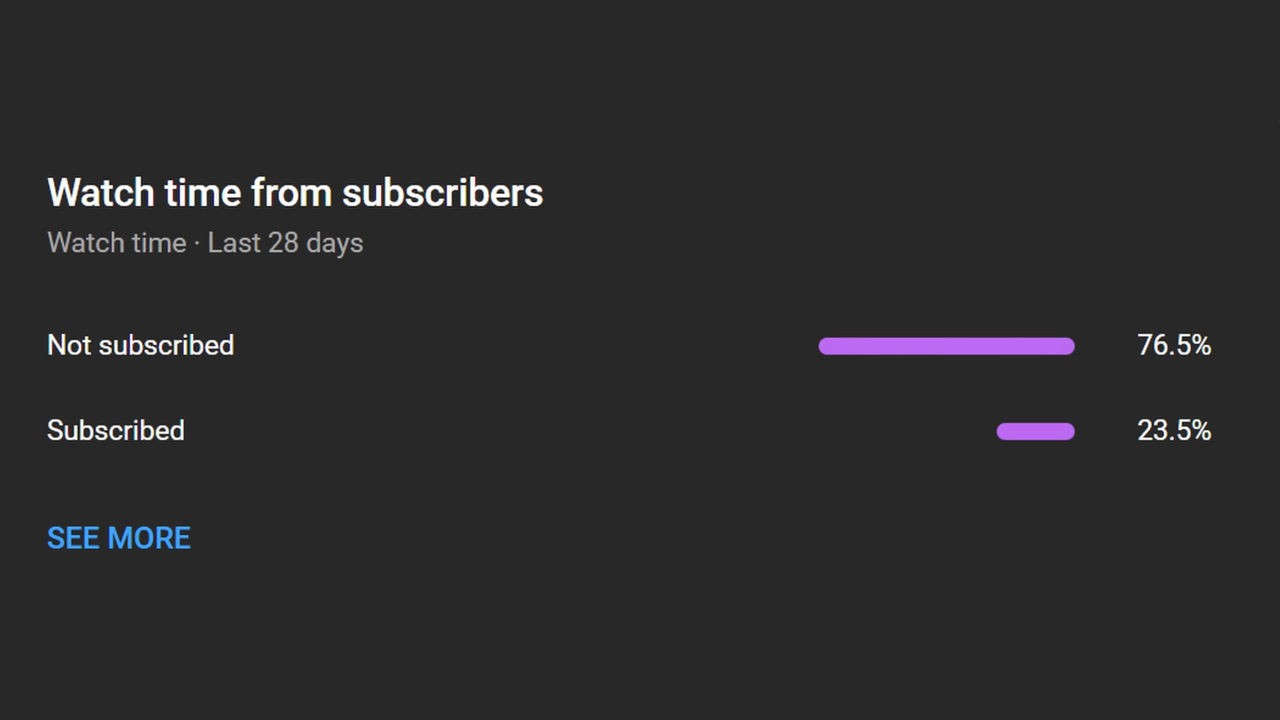 Watch time from subscribers
Watch time · Last 28 days
Not subscribed 76.5%
Subscribed 23.5%
SEE MORE